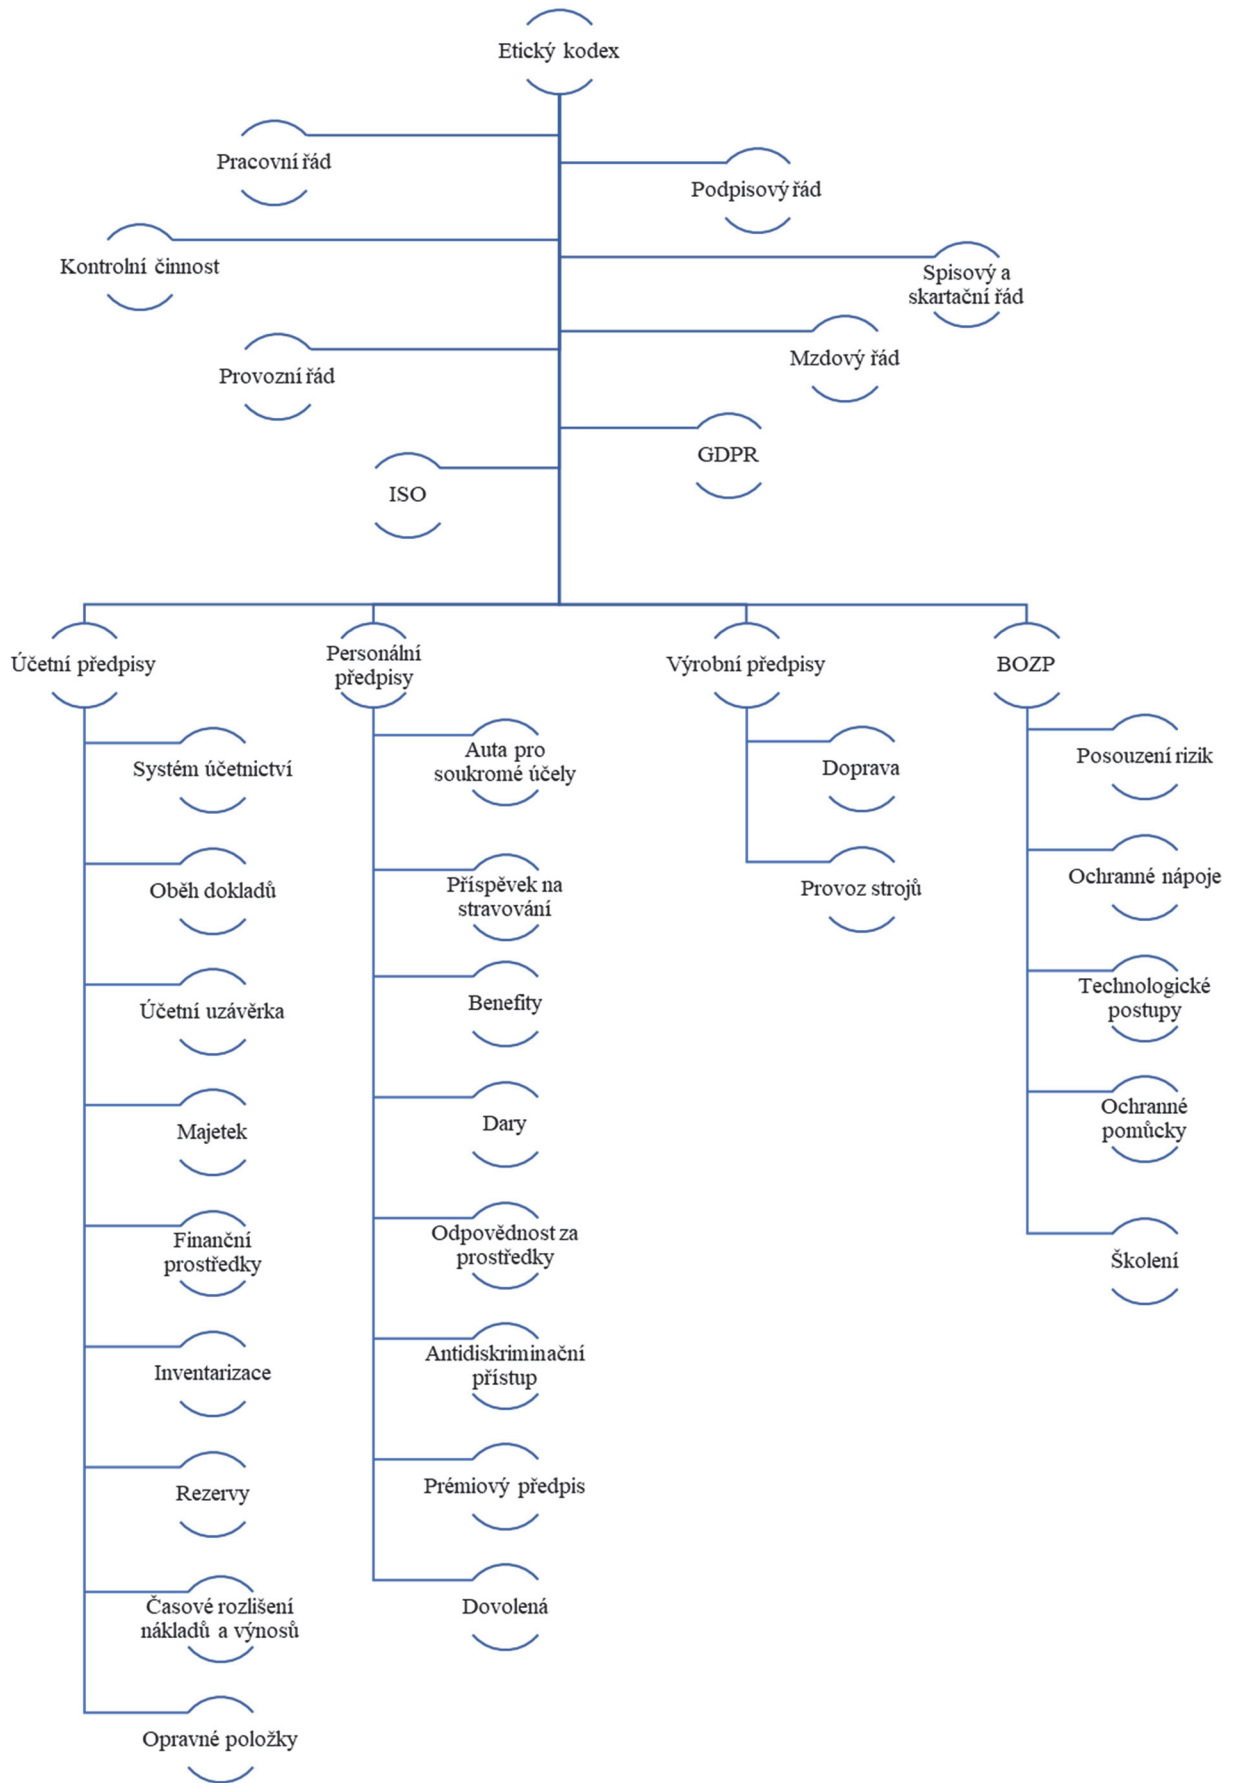 Etický kodex
Pracovní řád
Podpisový řád
Kontrolní činnost
Spisový a
skartační řád
Provozní řád
Mzdový řád
GDPR
ISO
Účetní předpisy
Personální
předpisy
Výrobní předpisy
BOZP
Systém účetnictví
Oběh dokladů
Účetní uzávěrka
Majetek
Finanční
prostředky
Inventarizace
Rezervy
Časové rozlišení
nákladů a výnosů
Opravné položky
Auta pro
soukromé účely
Příspěvek na
stravování
Benefity
Dary
Odpovědnost za
prostředky
Antidiskriminační
přístup
Prémiový předpis
Dovolená
Doprava
Provoz strojů
Posouzení rizik
Ochranné nápoje
Technologické
postupy
Ochranné
pomůcky
Školení